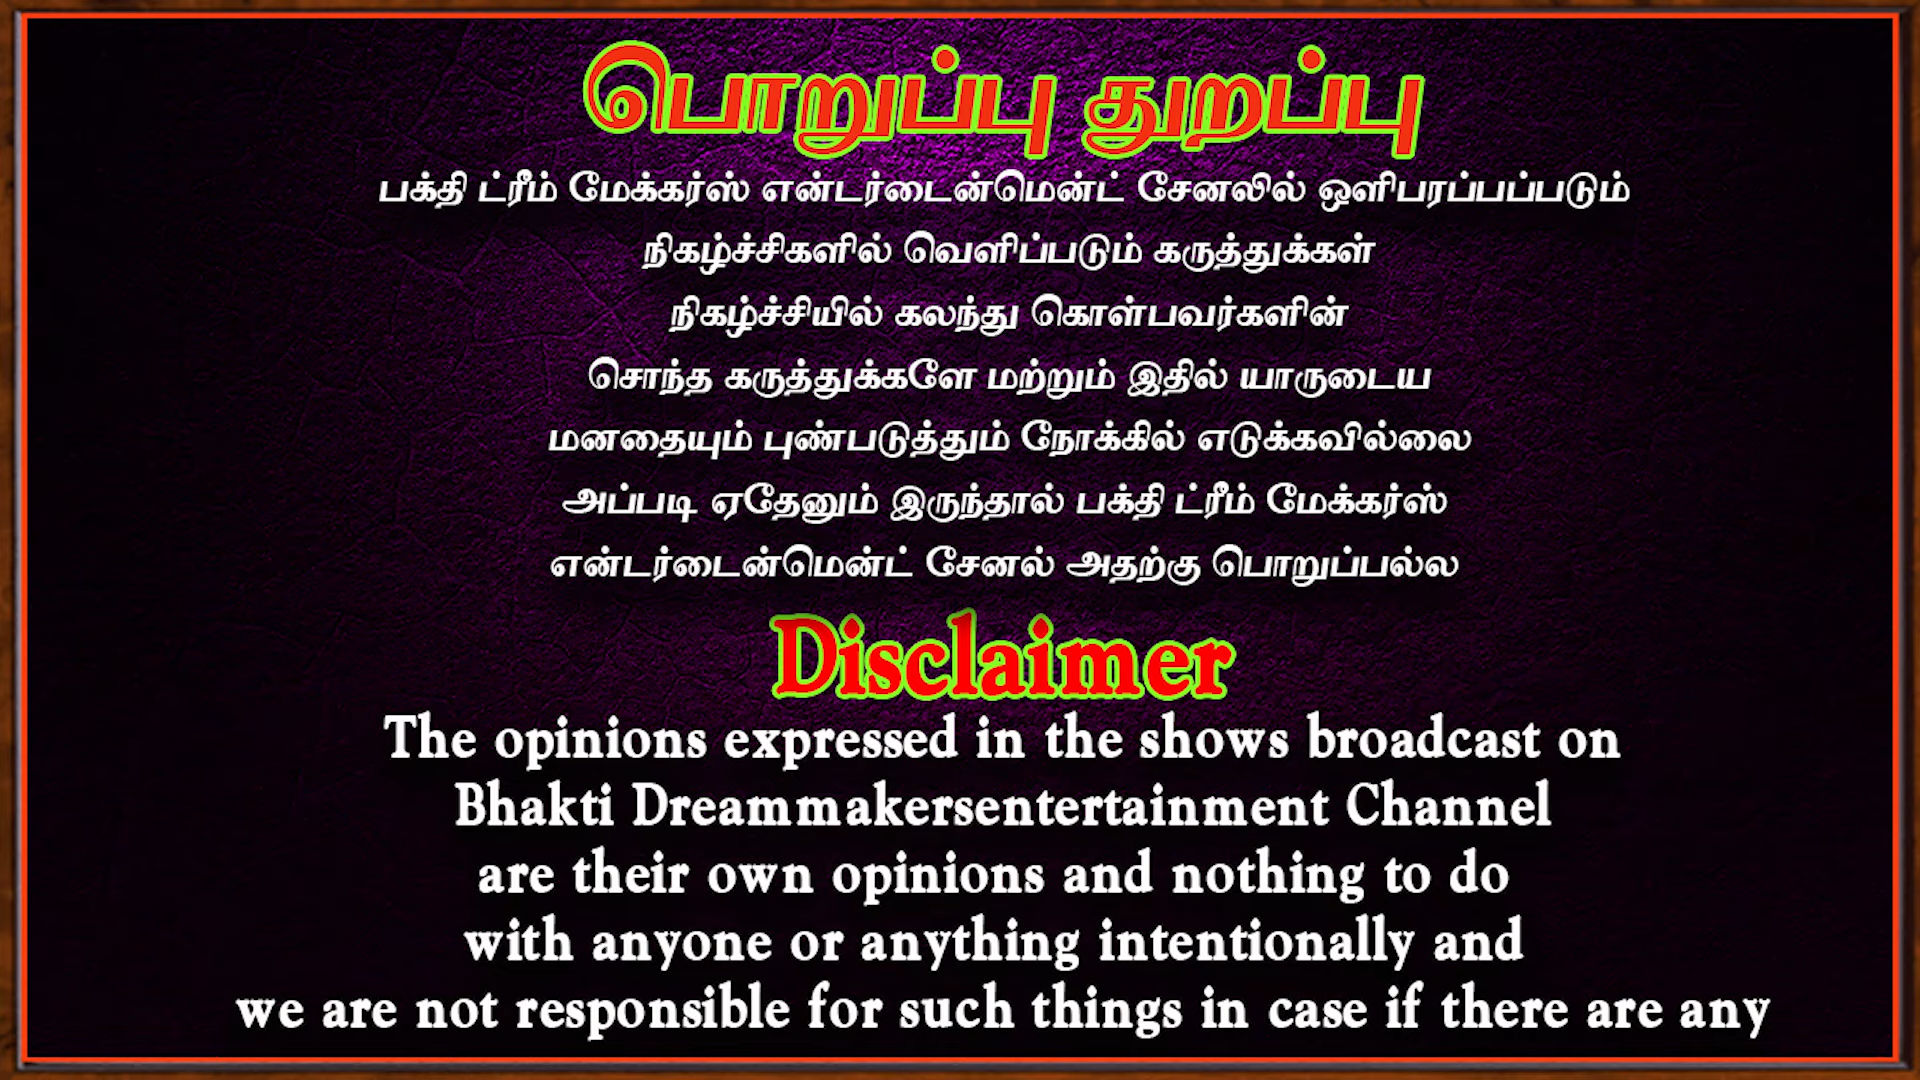 பொறுப்பு துறப்பு
பக்தி ட்ரீம் மேக்கர்ஸ் என்டர்டைன்மென்ட் சேனலில் ஒளிபரப்பப்படும்
நிகழ்ச்சிகளில் வெளிப்படும் கருத்துக்கள்
நிகழ்ச்சியில் கலந்து கொள்பவர்களின்
சொந்த கருத்துக்களே மற்றும் இதில் யாருடைய
மனதையும் புண்படுத்தும் நோக்கில் எடுக்கவில்லை
அப்படி ஏதேனும் இருந்தால் பக்தி ட்ரீம் மேக்கர்ஸ்
என்டர்டைன்மென்ட் சேனல் அதற்கு பொறுப்பல்ல
Disclaimer
The opinions expressed in the shows broadcast on
Bhakti Dreammakersentertainment Channel
are their own opinions and nothing to do
with anyone or anything intentionally and
we are not responsible for such things in case if there are any